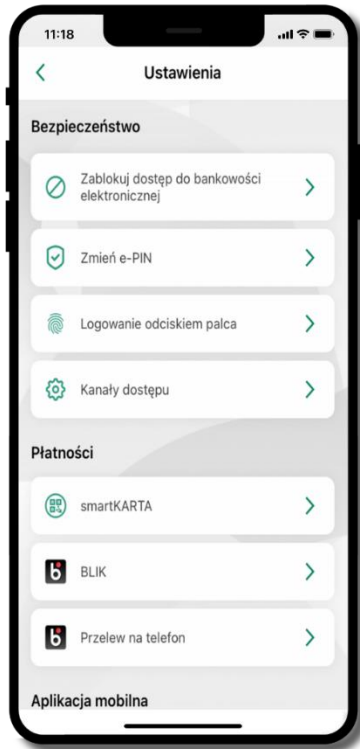 11:18
Ustawienia
Bezpieczeństwo
Zablokuj dostęp do bankowości
elektronicznej
Zmień e-PIN
Logowanie odciskiem palca
Kanały dostępu
Płatności
smartKARTA
BLIK
Przelew na telefon
Aplikacja mobilna